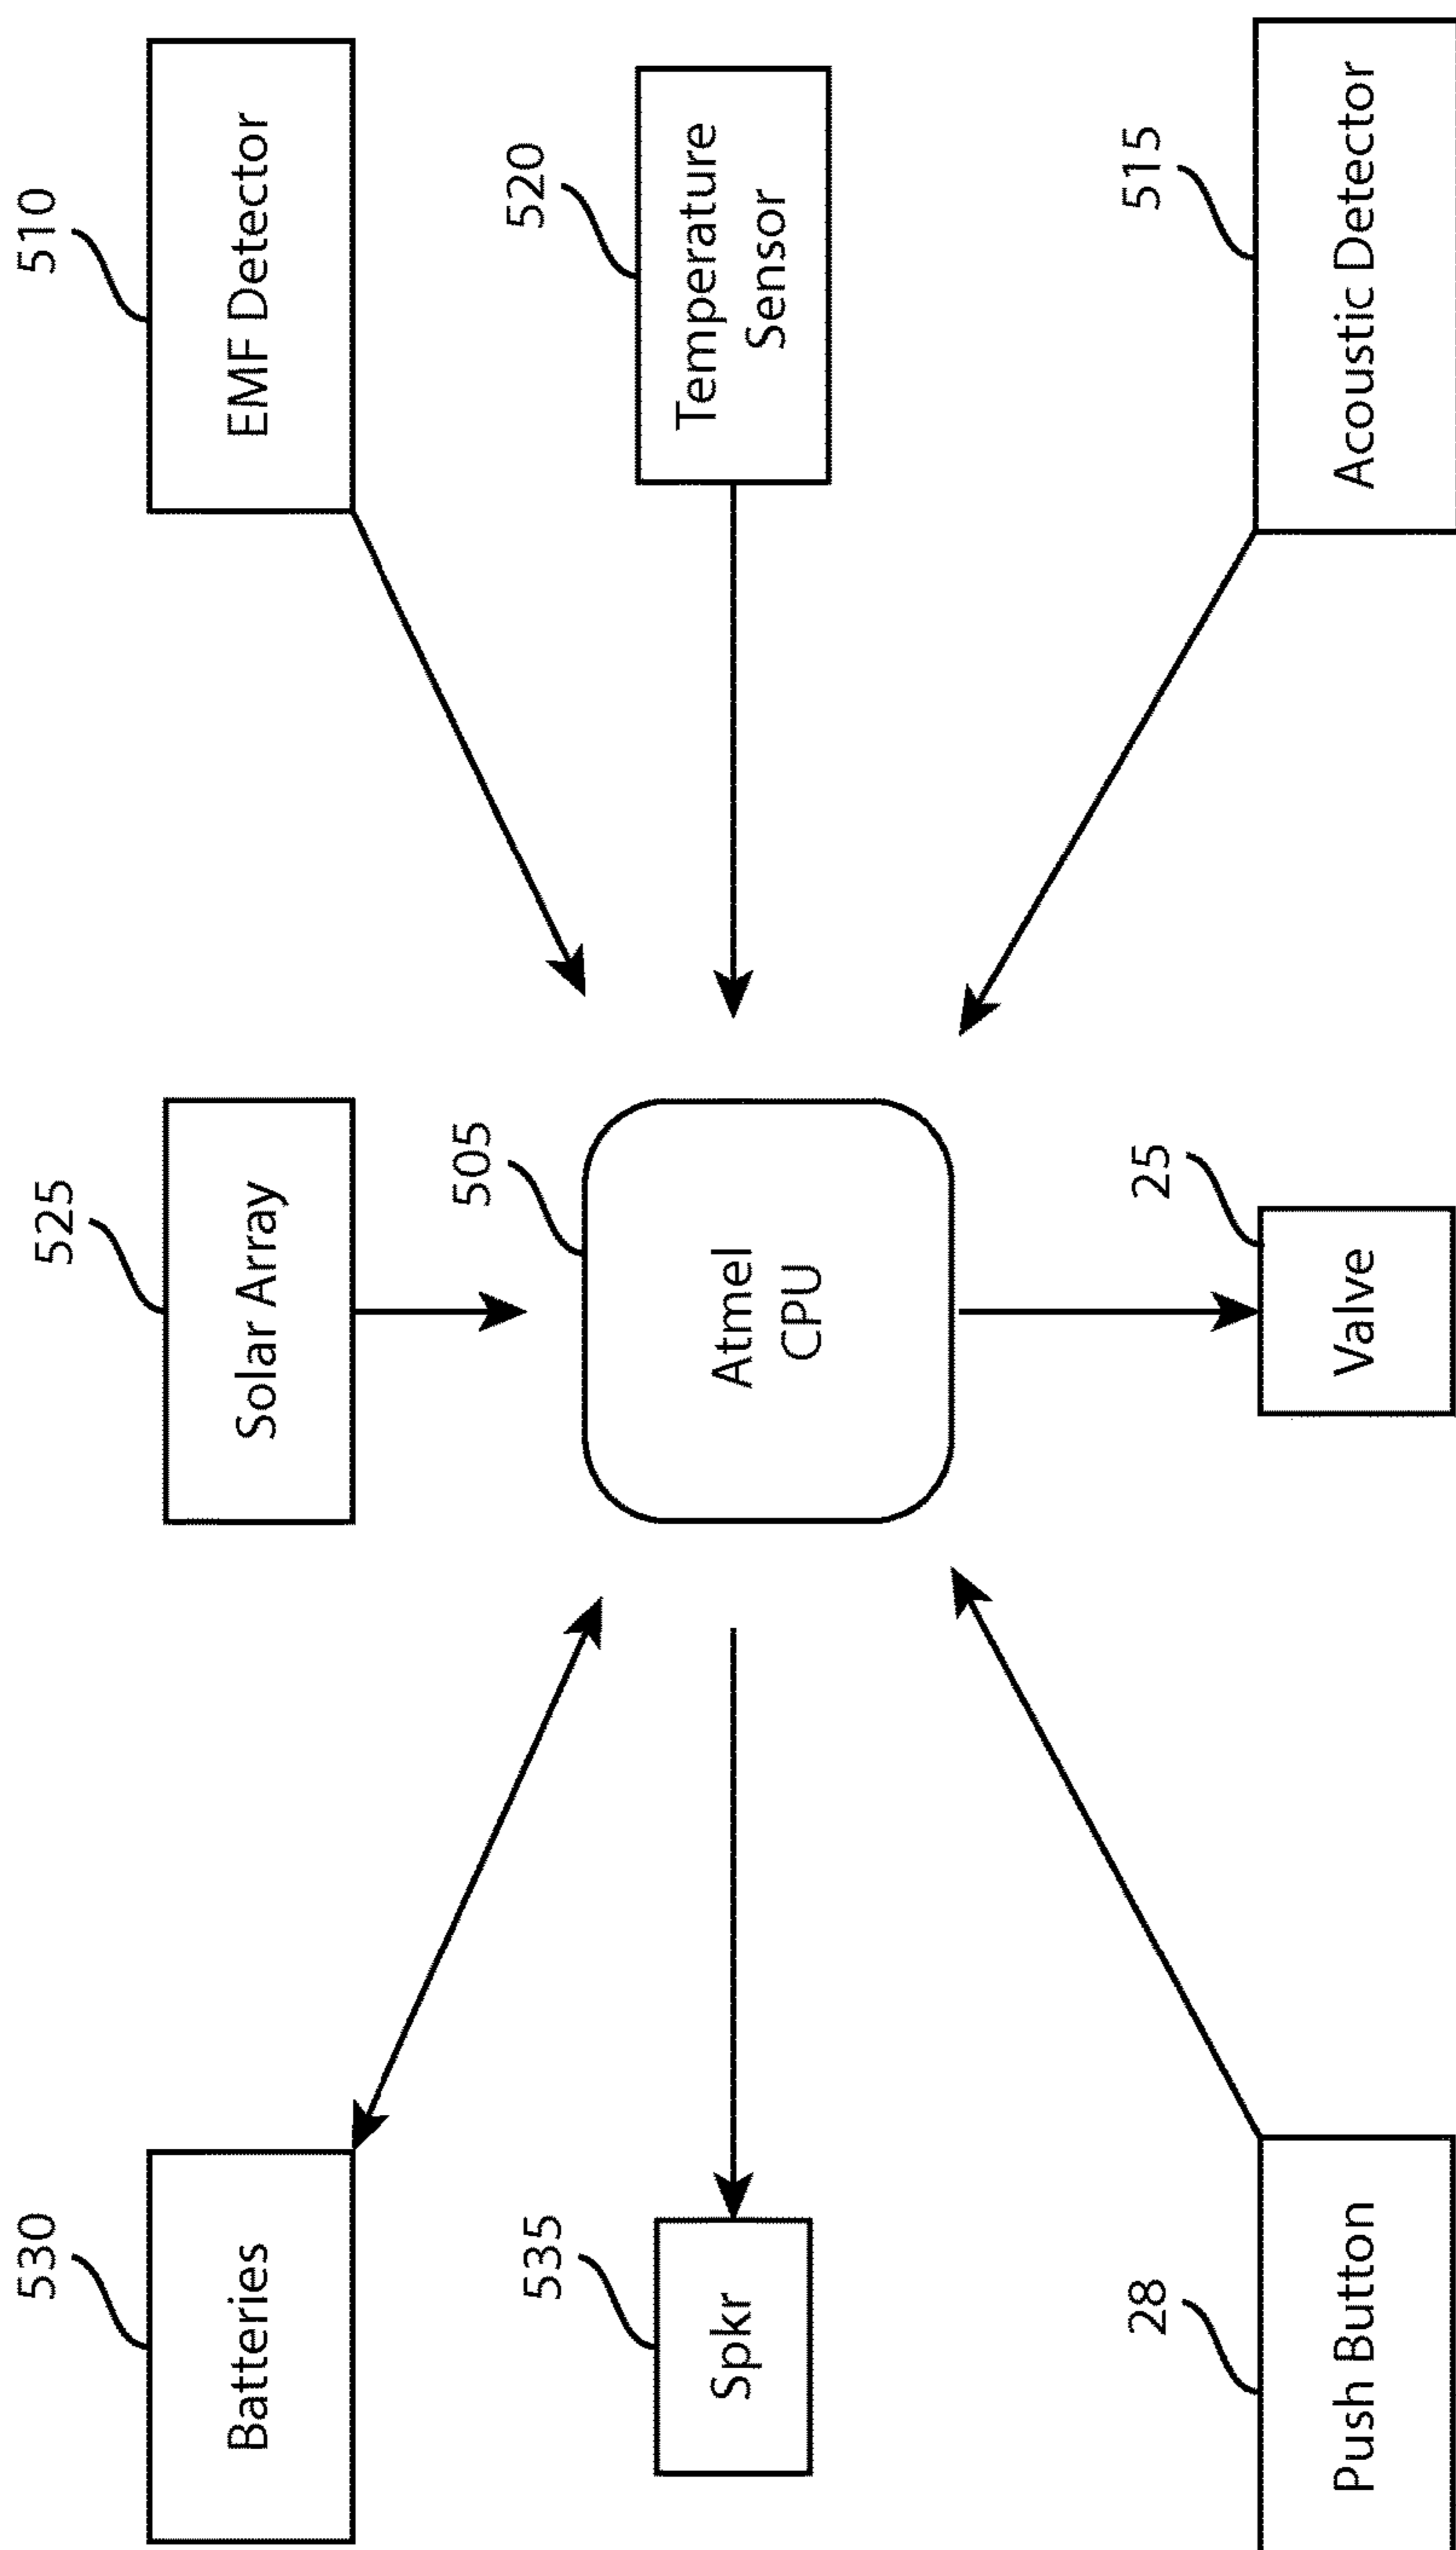 530
Batteries
525
Solar Array
510
EMF Detector
535
Spkr
505
Atmel
CPU
520
Temperature
Sensor
28
Push Button
25
Valve
515
Acoustic Detector